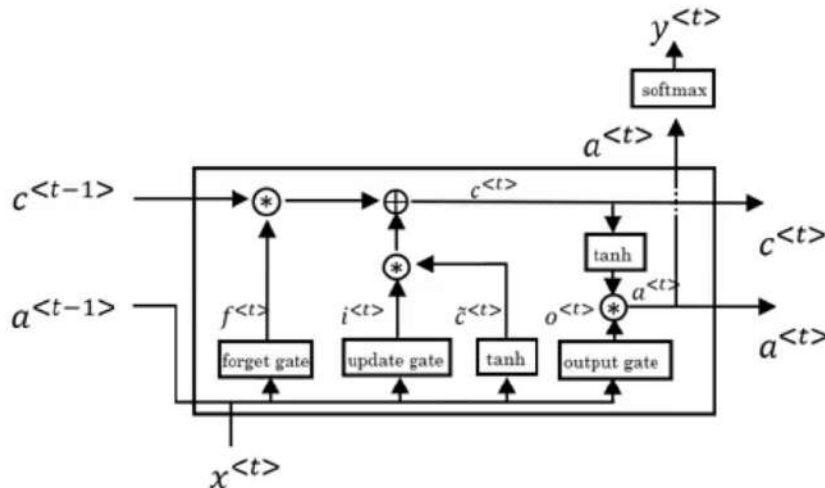 y<t>
softmax
a<t>
c<t-1>
c<t>
c<t>
tanh
a<t-1>
f<t>
i<t>
c̃<t>
o<t>
a<t>
a<t>
forget gate
update gate
tanh
output gate
x<t>